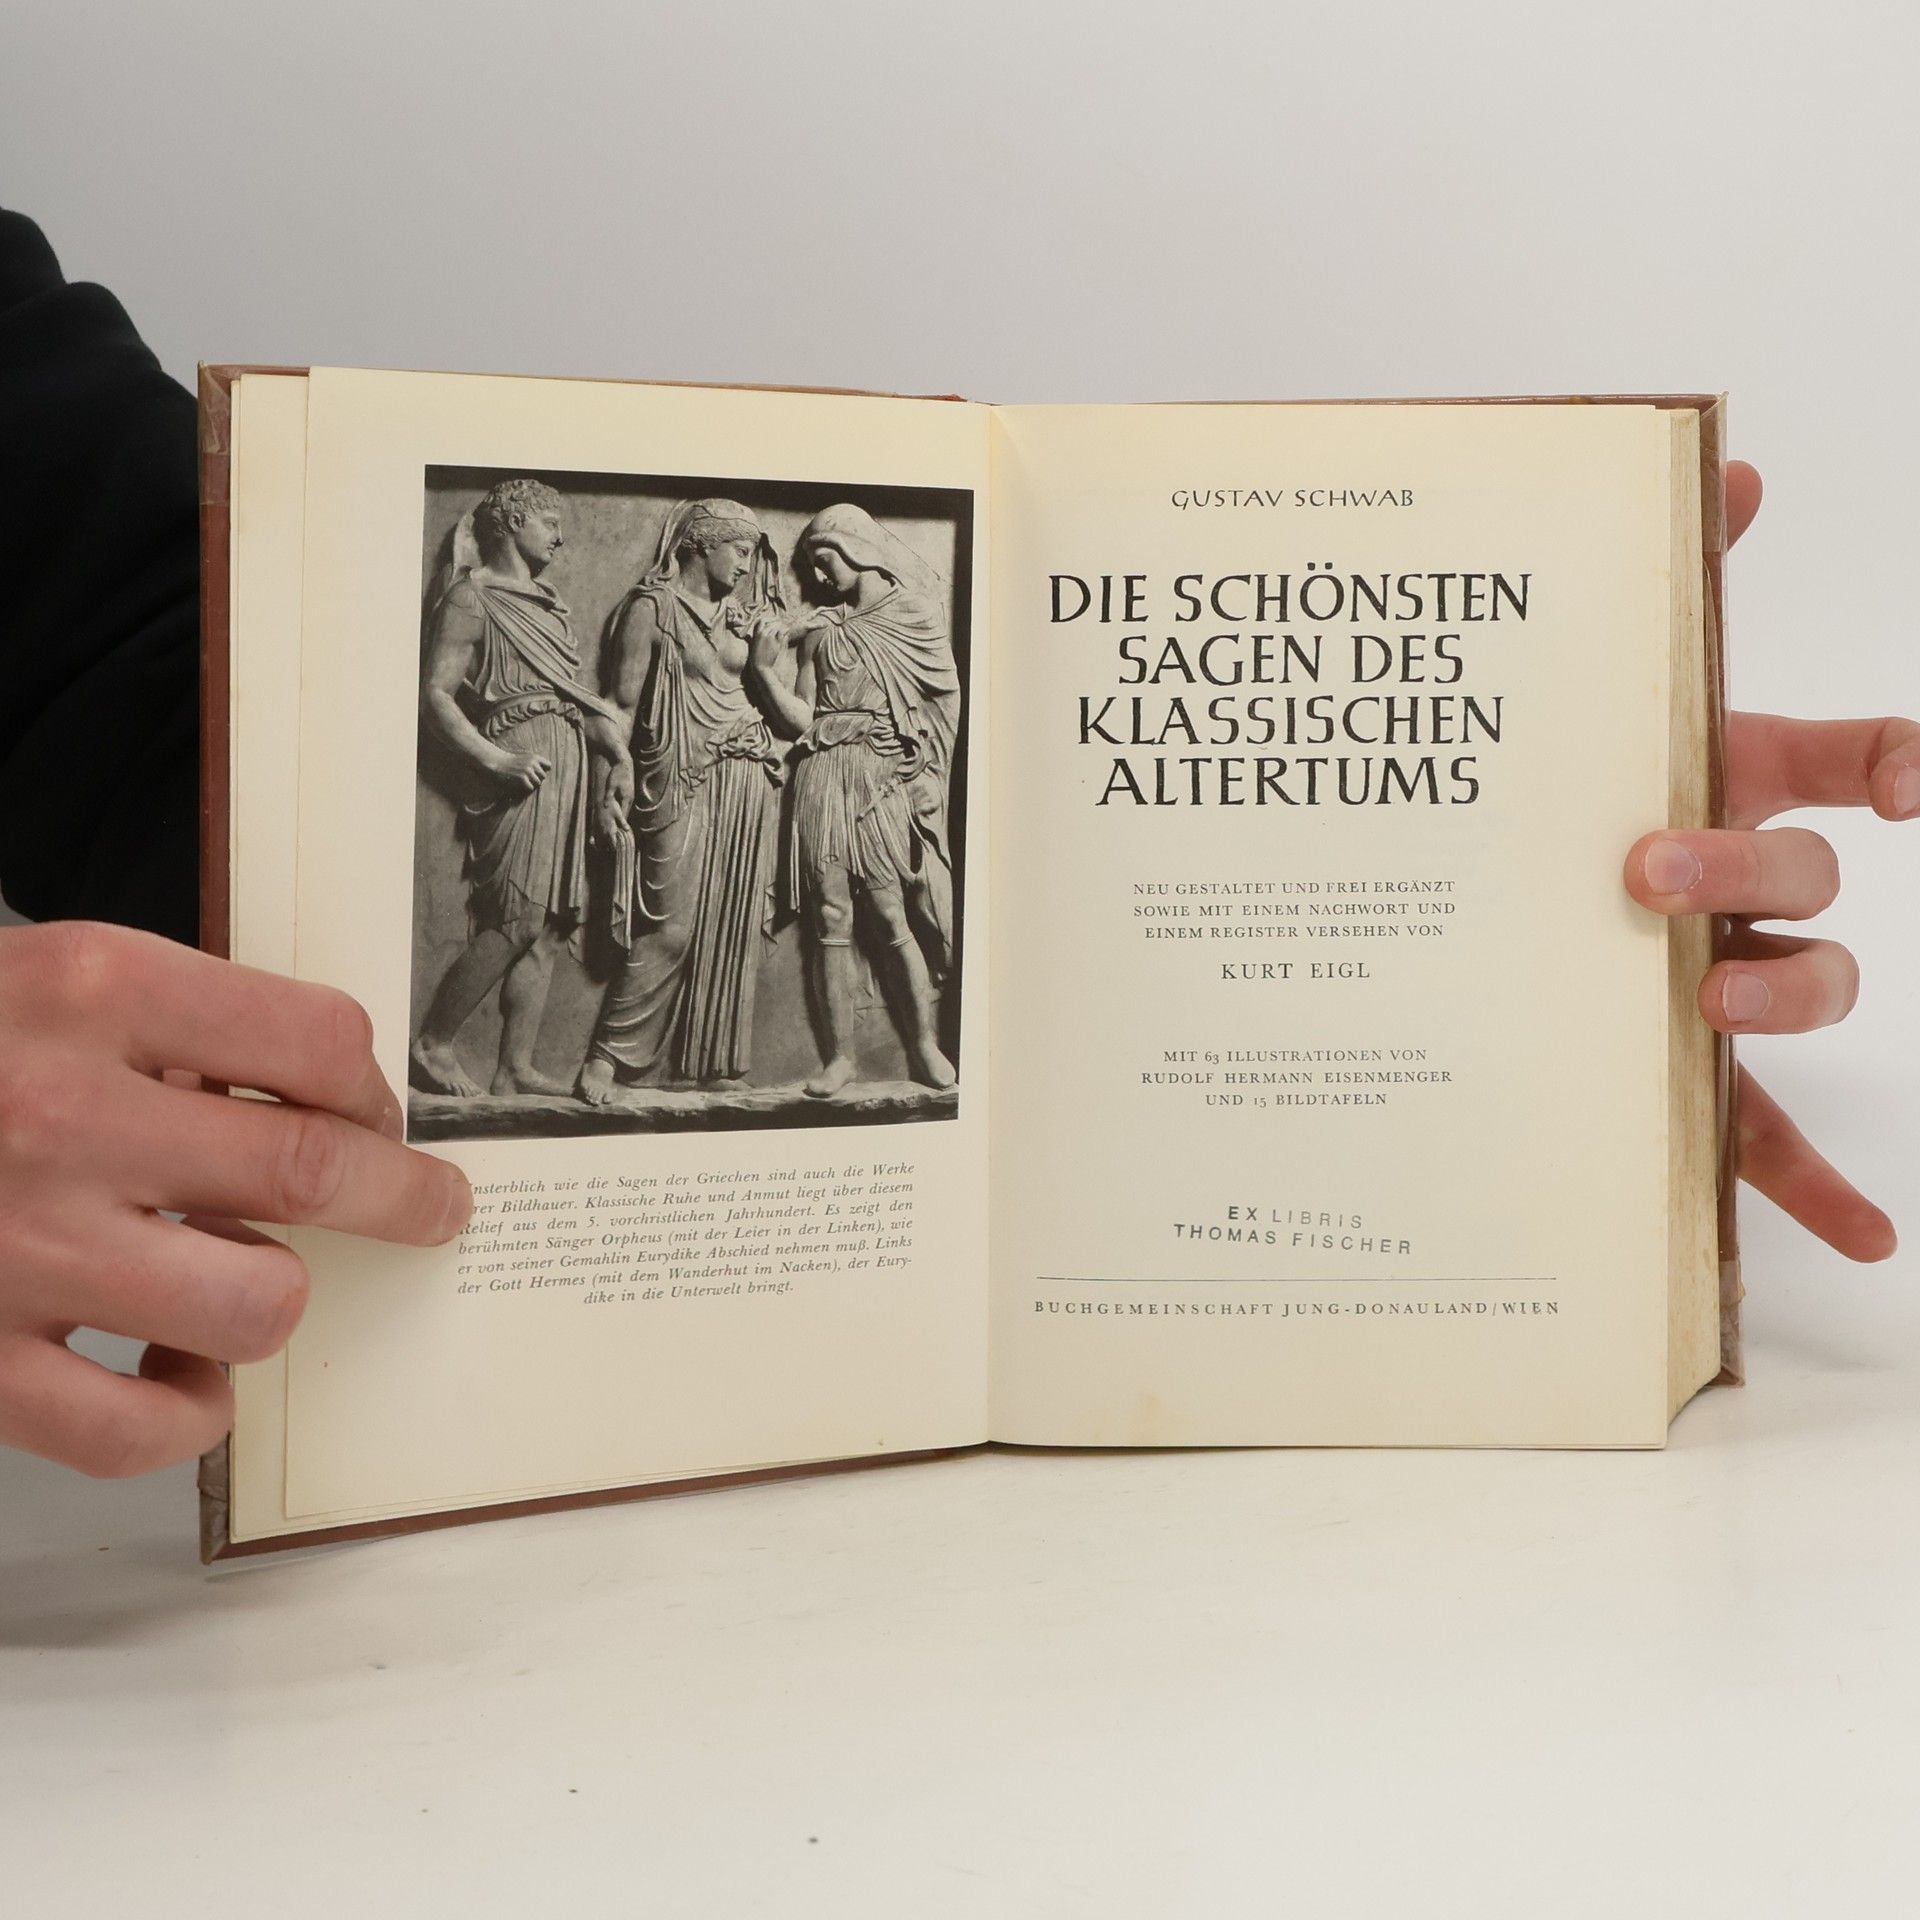 nsterblich wie die Sagen der Griechen sind auch die Werke
rer Bildhauer. Klassische Ruhe und Anmut liegt über diesem
Relief aus dem 5. vorchristlichen Jahrhundert. Es zeigt den
berühmten Sänger Orpheus (mit der Leier in der Linken), wie
er von seiner Gemahlin Eurydike Abschied nehmen muß. Links
der Gott Hermes (mit dem Wanderhut im Nacken), der Eury-
dike in die Unterwelt bringt.
GUSTAV SCHWAB
DIE SCHÖNSTEN
SAGEN DES
KLASSISCHEN
ALTERTUMS
NEU GESTALTET UND FREI ERGÄNZT
SOWIE MIT EINEM NACHWORT UND
EINEM REGISTER VERSEHEN VON
KURT EIGL
MIT 63 ILLUSTRATIONEN VON
RUDOLF HERMANN EISENMENGER
UND 15 BILDTAFELN
EX LIBRIS
THOMAS FISCHER
BUCHGEMEINSCHAFT JUNG-DONAULAND/WIEN